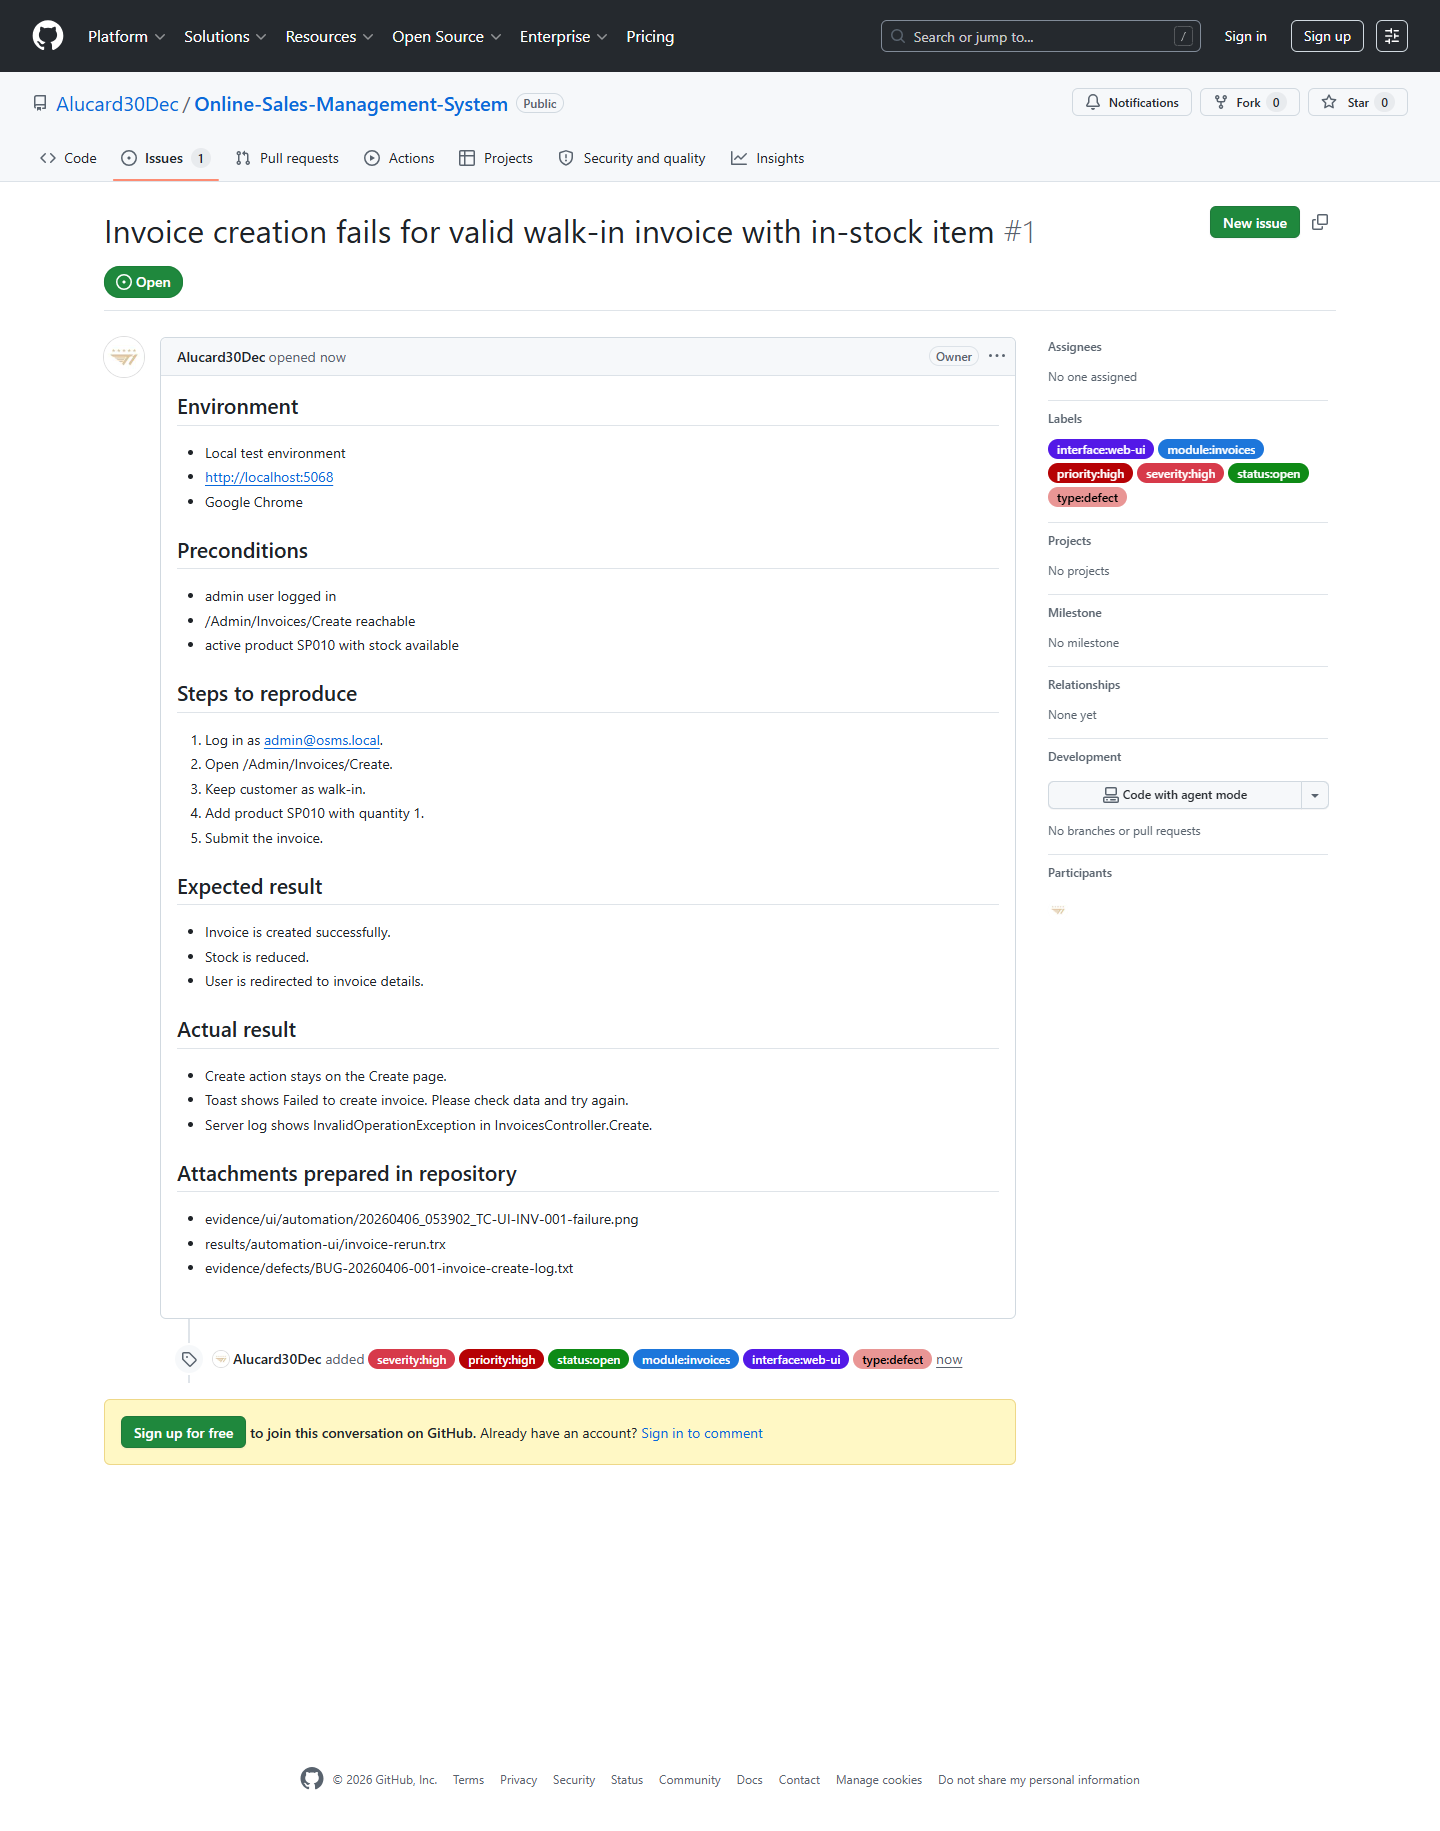 Platform Solutions Resources Open Source Enterprise Pricing Search or jump to... / Sign in Sign up
Alucard30Dec / Online-Sales-Management-System Public Notifications Fork 0 Star 0
Code Issues 1 Pull requests Actions Projects Security and quality Insights
Invoice creation fails for valid walk-in invoice with in-stock item #1
New issue
Open
Alucard30Dec opened now Owner
Environment
Local test environment
http://localhost:5068
Google Chrome
Preconditions
admin user logged in
/Admin/Invoices/Create reachable
active product SP010 with stock available
Steps to reproduce
1. Log in as admin@osms.local.
2. Open /Admin/Invoices/Create.
3. Keep customer as walk-in.
4. Add product SP010 with quantity 1.
5. Submit the invoice.
Expected result
Invoice is created successfully.
Stock is reduced.
User is redirected to invoice details.
Actual result
Create action stays on the Create page.
Toast shows Failed to create invoice. Please check data and try again.
Server log shows InvalidOperationException in InvoicesController.Create.
Attachments prepared in repository
evidence/ui/automation/20260406_053902_TC-UI-INV-001-failure.png
results/automation-ui/invoice-rerun.trx
evidence/defects/BUG-20260406-001-invoice-create-log.txt
Alucard30Dec added severity:high priority:high status:open module:invoices interface:web-ui type:defect now
Sign up for free to join this conversation on GitHub. Already have an account? Sign in to comment
Assignees
No one assigned
Labels
interface:web-ui module:invoices
priority:high severity:high status:open
type:defect
Projects
No projects
Milestone
No milestone
Relationships
None yet
Development
Code with agent mode
No branches or pull requests
Participants
© 2026 GitHub, Inc. Terms Privacy Security Status Community Docs Contact Manage cookies Do not share my personal information